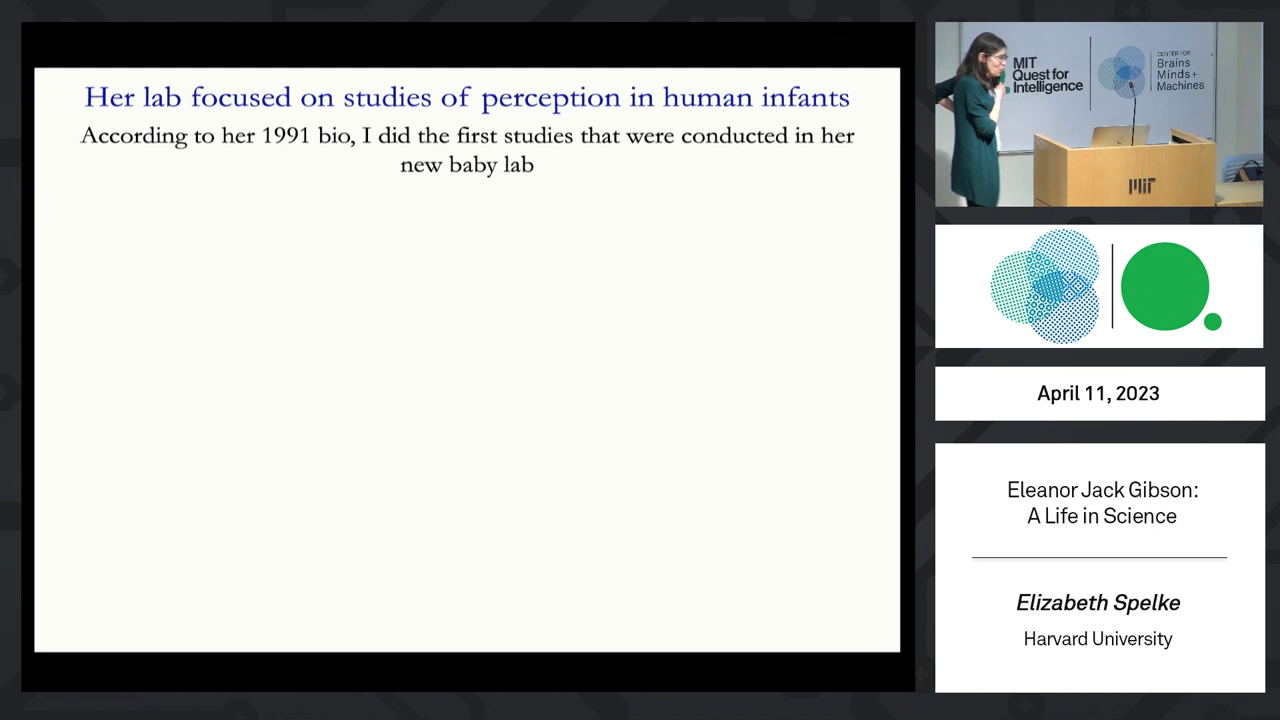 Her lab focused on studies of perception in human infants
According to her 1991 bio, I did the first studies that were conducted in her
new baby lab
MIT
Quest for
Intelligence
CENTER FOR
Brains
Minds+
Machines
MIT
April 11, 2023
Eleanor Jack Gibson:
A Life in Science
Elizabeth Spelke
Harvard University